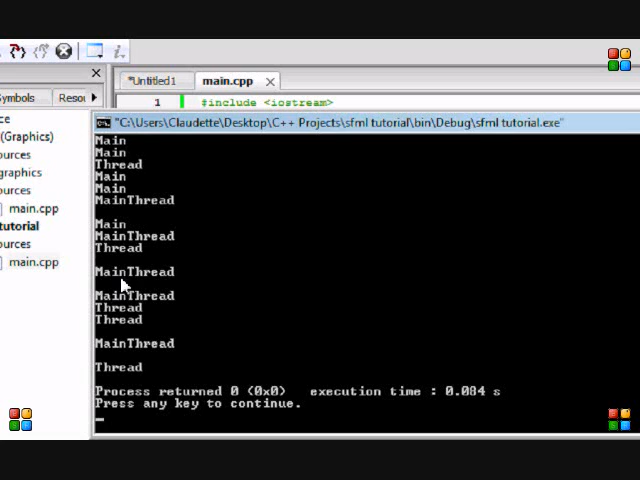 *Untitled1
main.cpp
Symbols
Resou
1
#include <iostream>
ce
(Graphics)
ources
graphics
ources
main.cpp
tutorial
ources
main.cpp
"C:\Users\Claudette\Desktop\C++ Projects\sfml tutorial\bin\Debug\sfml tutorial.exe"
Main
Main
Thread
Main
Main
MainThread
Main
MainThread
Thread
MainThread
MainThread
Thread
Thread
MainThread
Thread
Process returned 0 (0x0)   execution time : 0.084 s
Press any key to continue.